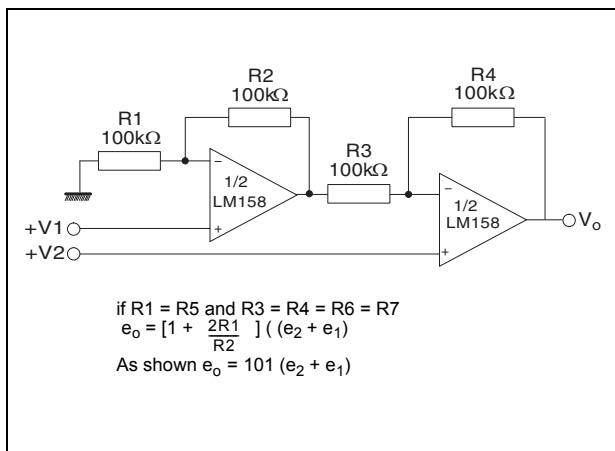 R2
100kΩ
R4
100kΩ
R1
100kΩ
R3
100kΩ
1/2
LM158
1/2
LM158
+V1
+V2
Vo
if R1 = R5 and R3 = R4 = R6 = R7
eo = [1 + 2R1/R2 ] ( (e2 + e1)
As shown eo = 101 (e2 + e1)